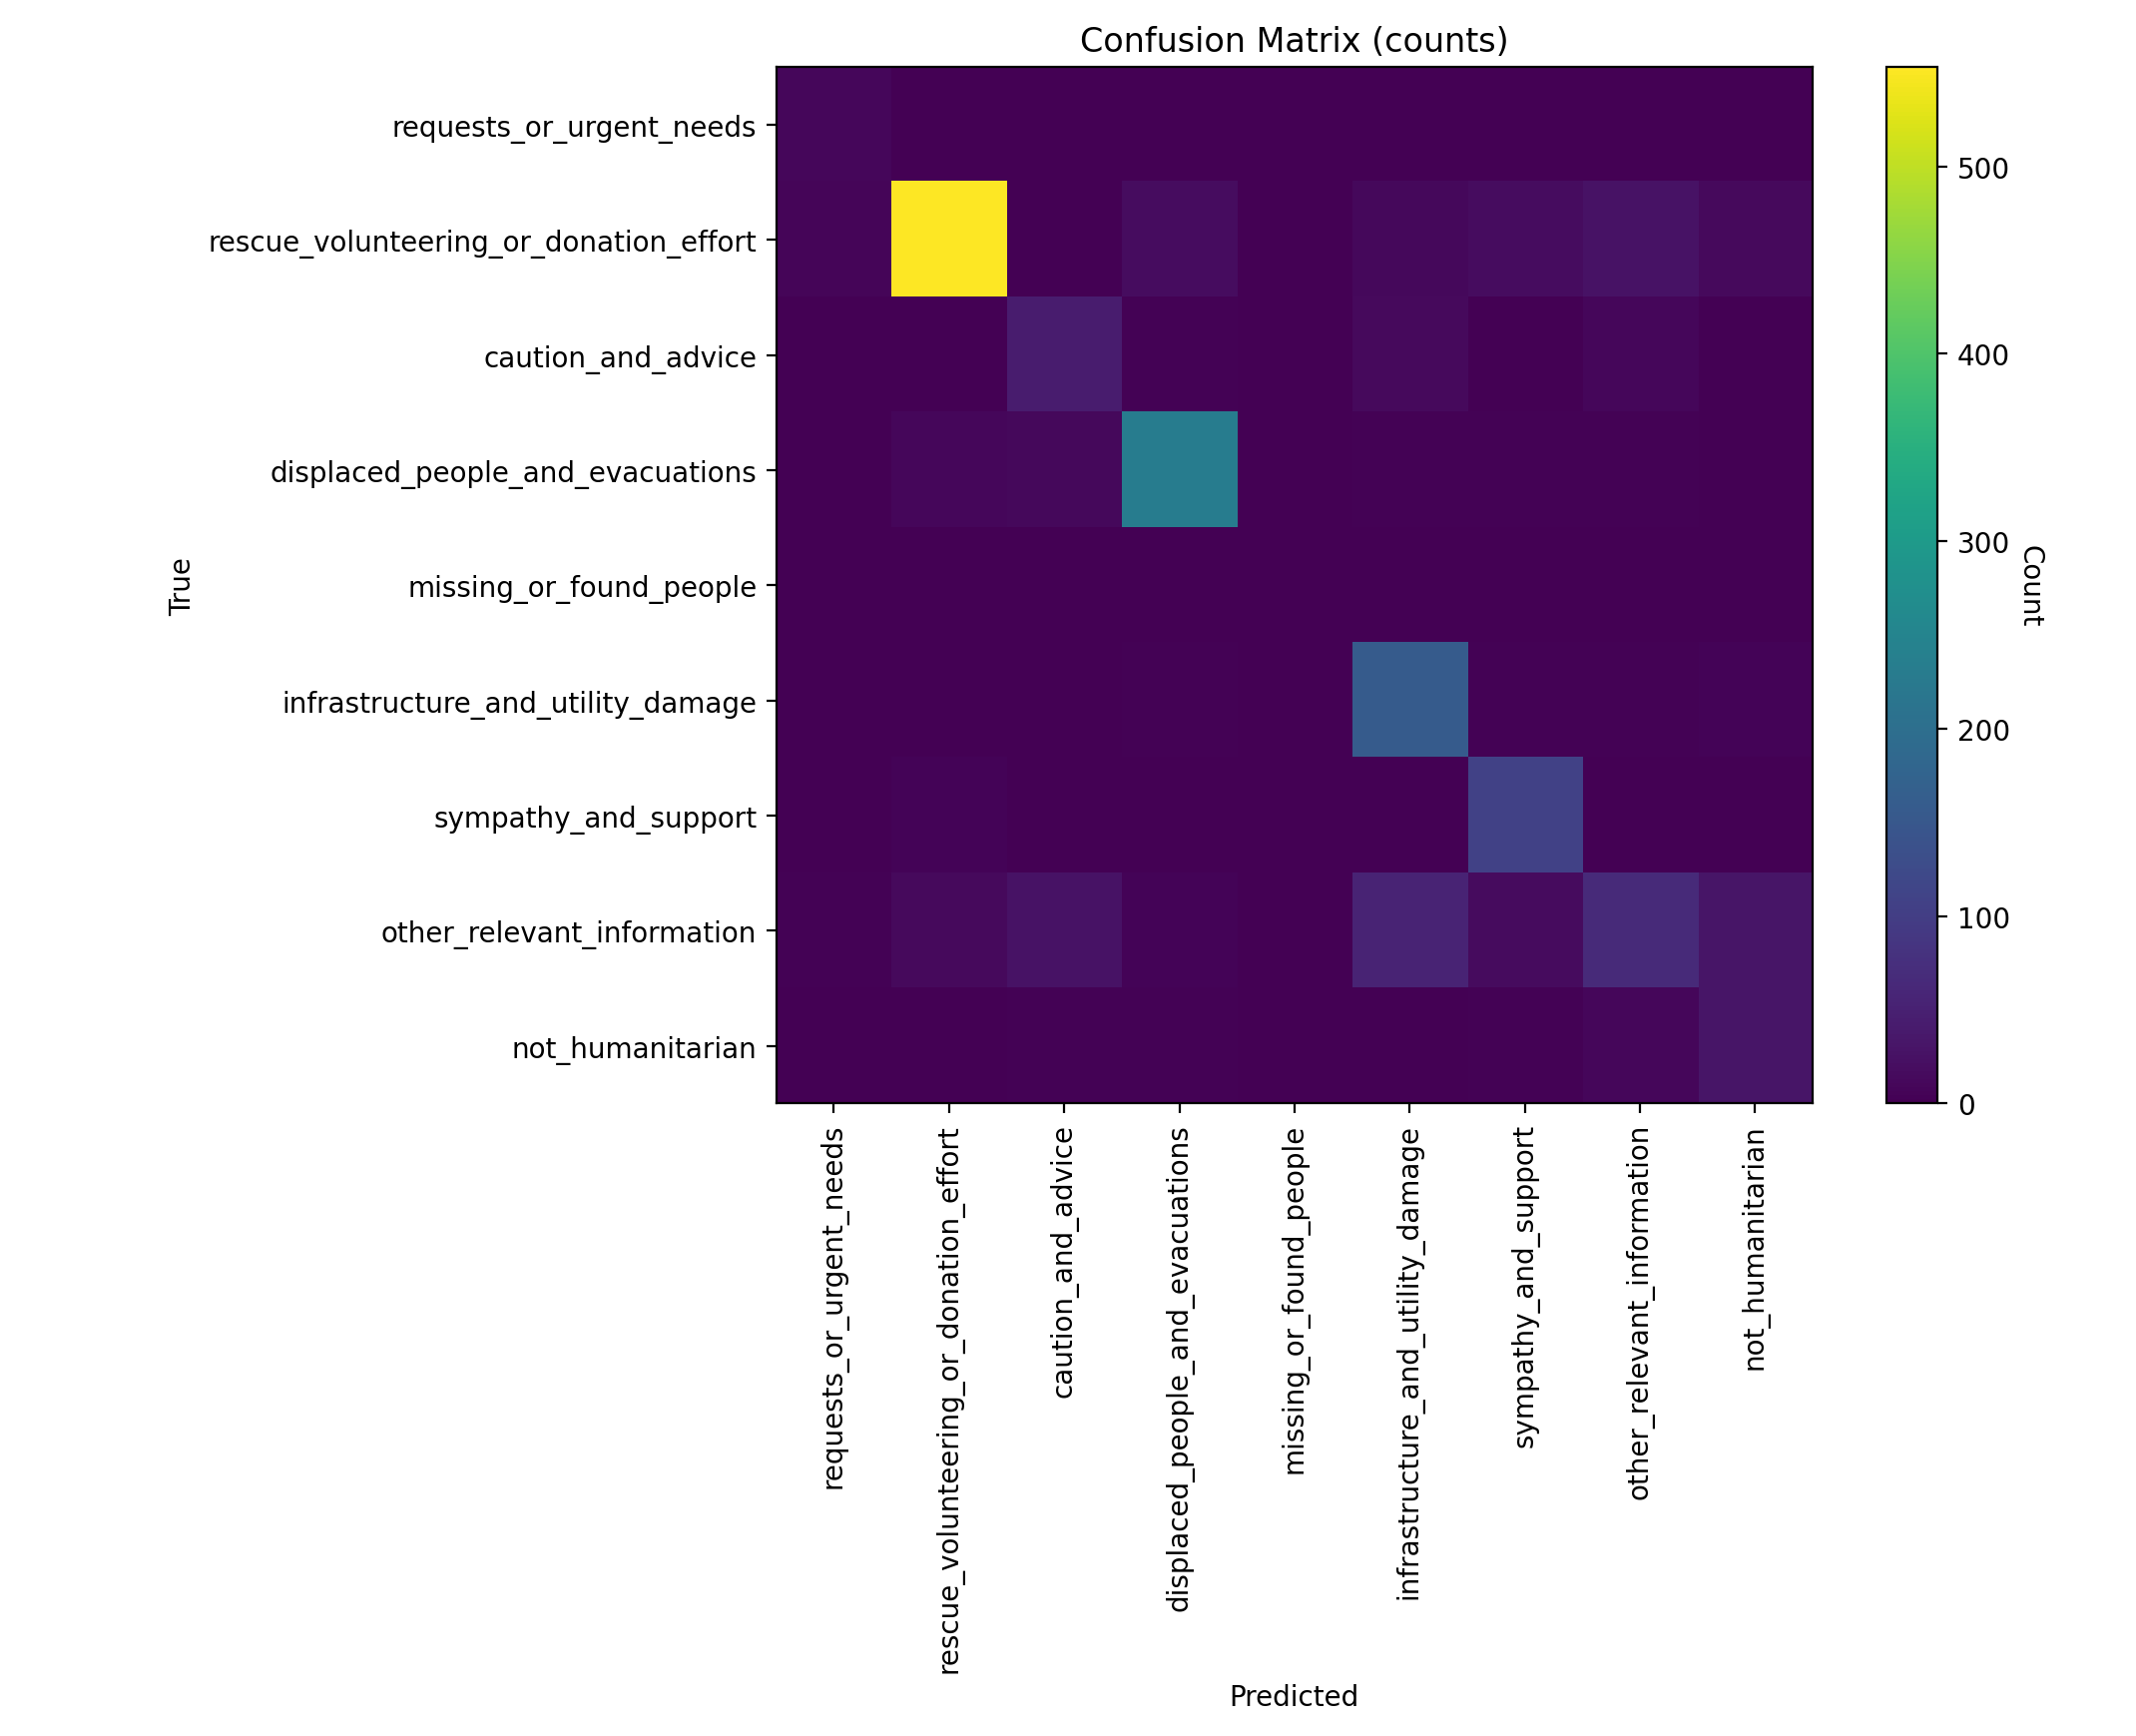 Confusion Matrix (counts)
requests_or_urgent_needs
rescue_volunteering_or_donation_effort
caution_and_advice
displaced_people_and_evacuations
missing_or_found_people
infrastructure_and_utility_damage
sympathy_and_support
other_relevant_information
not_humanitarian
True
requests_or_urgent_needs
rescue_volunteering_or_donation_effort
caution_and_advice
displaced_people_and_evacuations
missing_or_found_people
infrastructure_and_utility_damage
sympathy_and_support
other_relevant_information
not_humanitarian
Predicted
500
400
300
200
100
0
Count